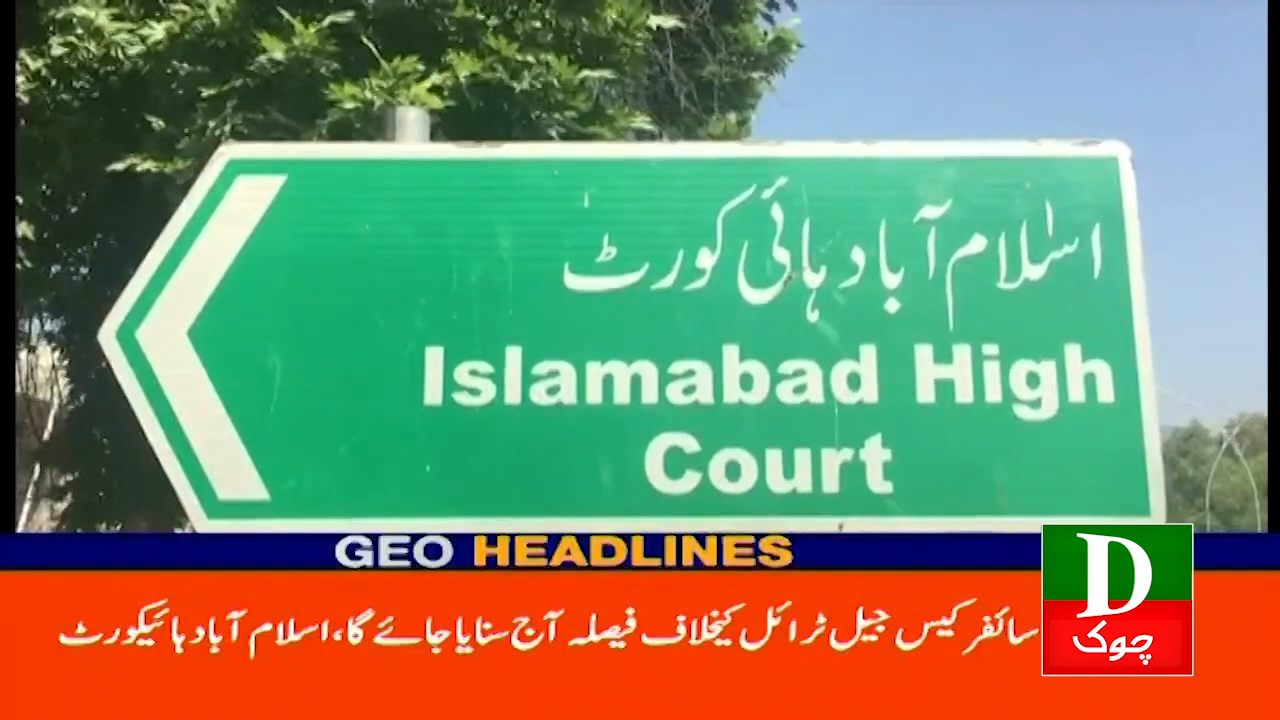 اسلام آباد ہائی کورٹ
Islamabad High
Court
GEO HEADLINES
D
چوک
سائفر کیس جیل ٹرائل کیخلاف فیصلہ آج سنایا جائے گا، اسلام آباد ہائیکورٹ